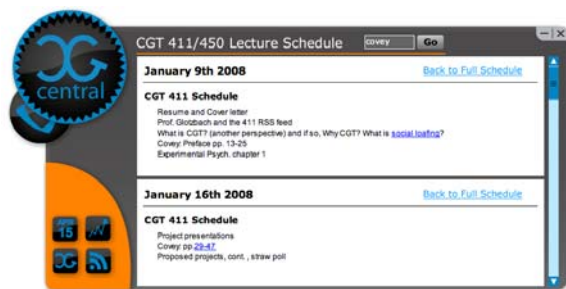 CGT 411/450 Lecture Schedule
covey
Go
CG
central
January 9th 2008
Back to Full Schedule
CGT 411 Schedule
Resume and Cover letter
Prof. Glotzbach and the 411 RSS feed
What is CGT? (another perspective) and if so, Why CGT? What is social loafing?
Covey: Preface pp. 13-25
Experimental Psych. chapter 1
January 16th 2008
Back to Full Schedule
CGT 411 Schedule
Project presentations
Covey: pp.29-47
Proposed projects, cont. , straw poll
15